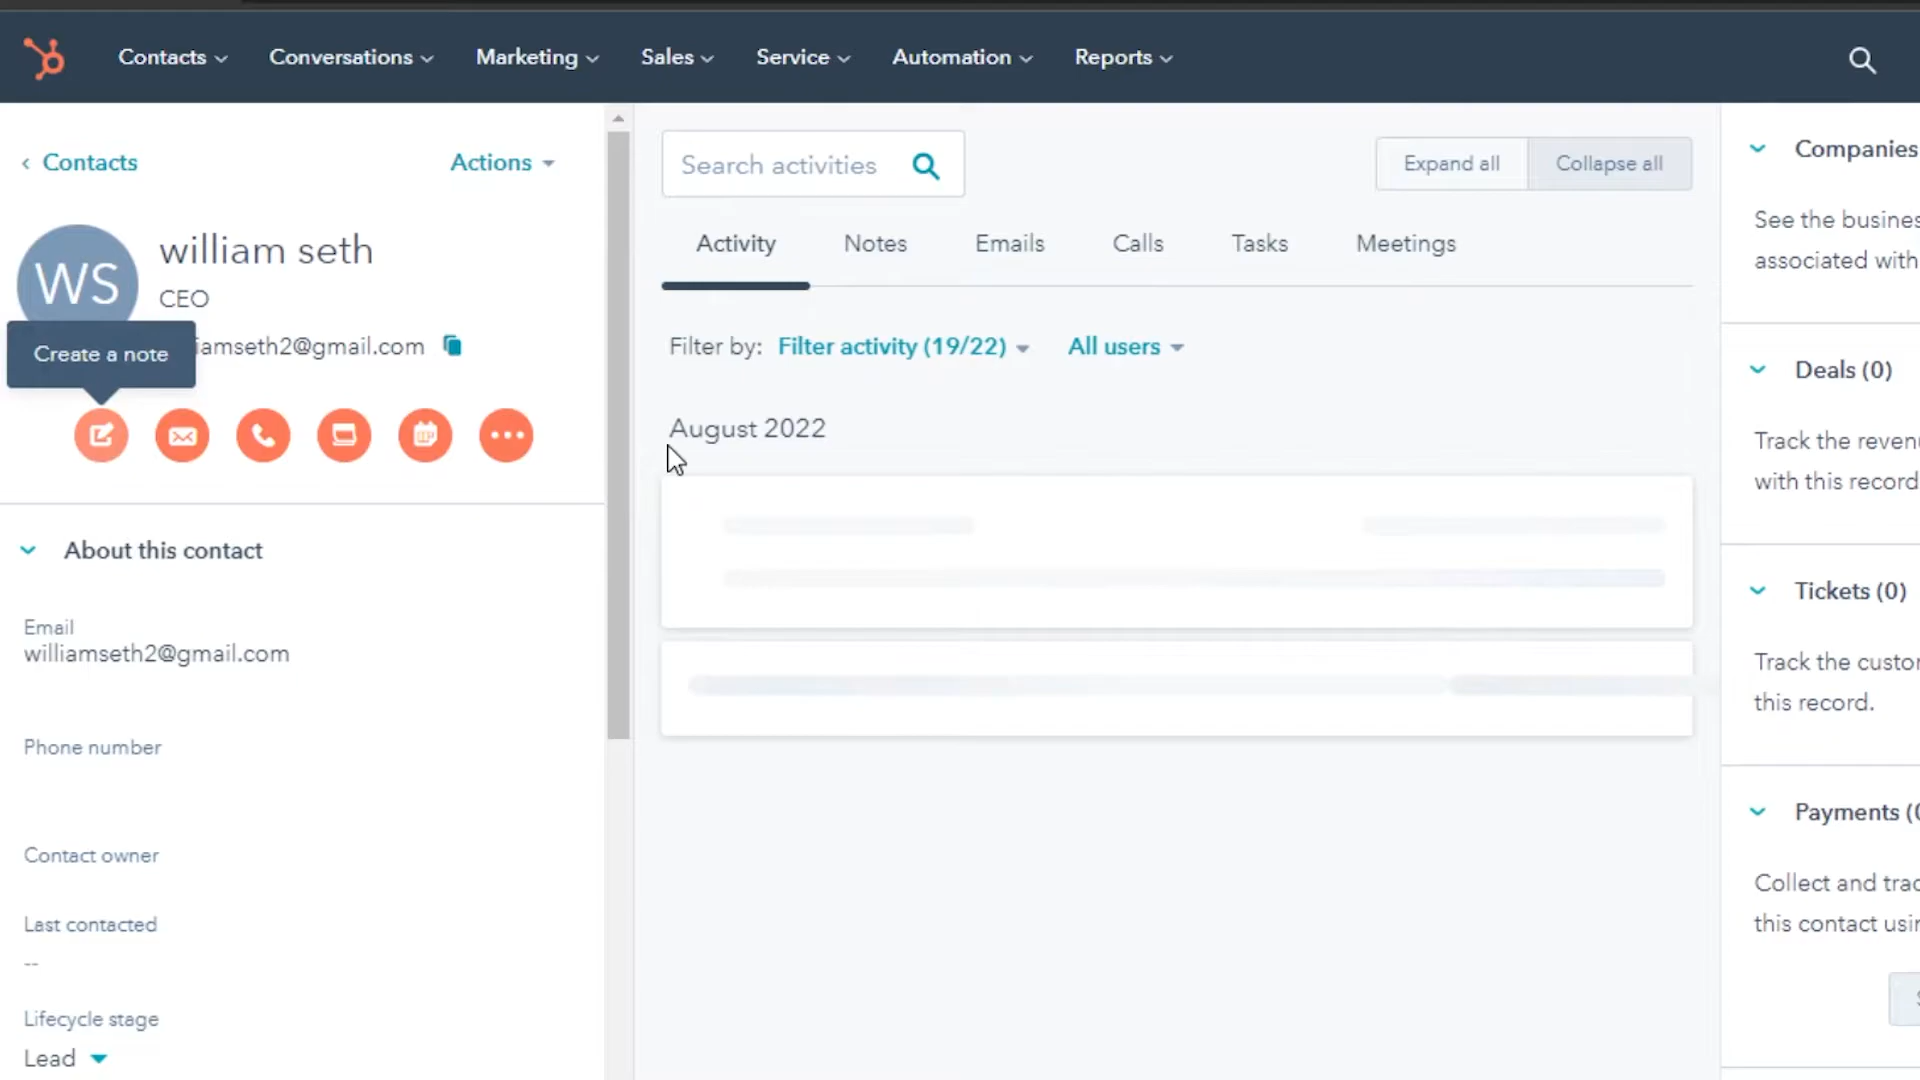 Contacts
Conversations
Marketing
Sales
Service
Automation
Reports
Contacts
Actions
WS
william seth
CEO
iamseth2@gmail.com
Create a note
About this contact
Email
williamseth2@gmail.com
Phone number
Contact owner
Last contacted
--
Lifecycle stage
Lead
Search activities
Expand all
Collapse all
Activity
Notes
Emails
Calls
Tasks
Meetings
Filter by: Filter activity (19/22) All users
August 2022
Companies
See the busines
associated with
Deals (0)
Track the reven
with this record
Tickets (0)
Track the custo
this record.
Payments (
Collect and tra
this contact usi